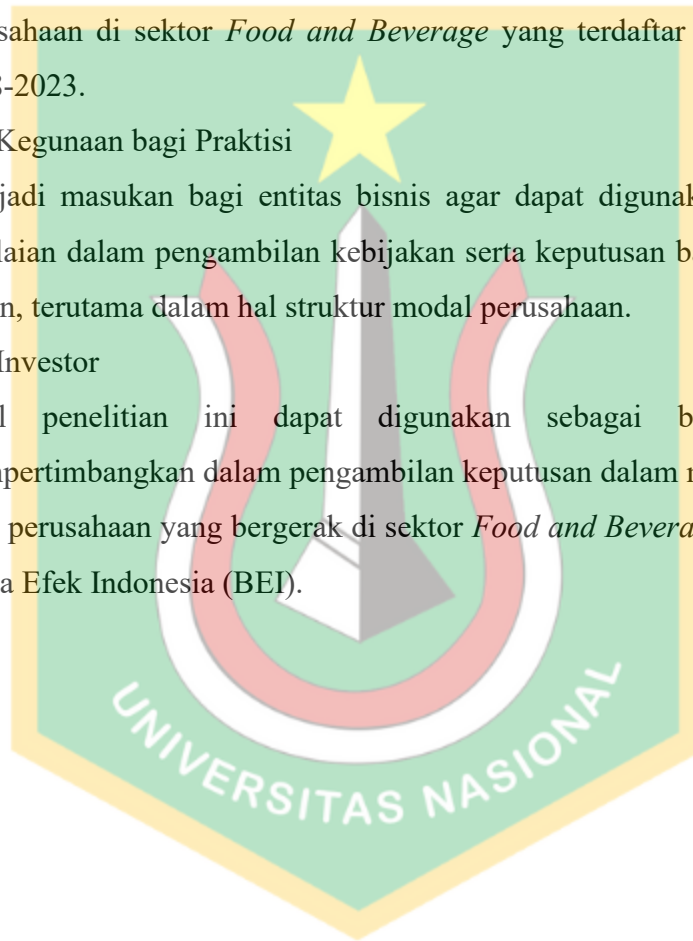 sahaan di sektor Food and Beverage yang terdaftar
-2023.
Kegunaan bagi Praktisi
jadi masukan bagi entitas bisnis agar dapat digunak
laian dalam pengambilan kebijakan serta keputusan ba
n, terutama dalam hal struktur modal perusahaan.
Investor
l penelitian ini dapat digunakan sebagai b
pertimbangkan dalam pengambilan keputusan dalam
perusahaan yang bergerak di sektor Food and Bevera
a Efek Indonesia (BEI).
UNIVERSITAS NASIONAL